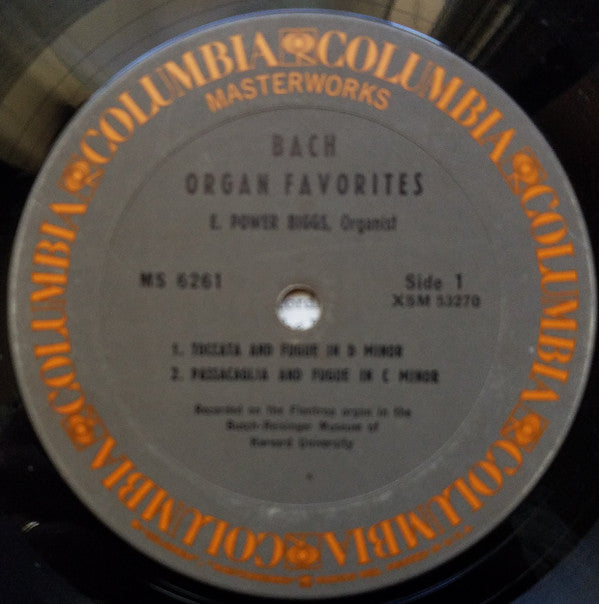 COLUMBIA COLUMBIA COLUMBIA COLUMBIA COLUMBIA COLUMBIA COLUMBIA
MASTERWORKS
BACH
ORGAN FAVORITES
E. POWER BIGGS, Organist
MS 6261
Side 1
XSM 53270
1. TOCCATA AND FUGUE IN D MINOR
2. PASSACAGLIA AND FUGUE IN C MINOR
Recorded on the Flentrop organ in the
Busch-Reisinger Museum of
Harvard University